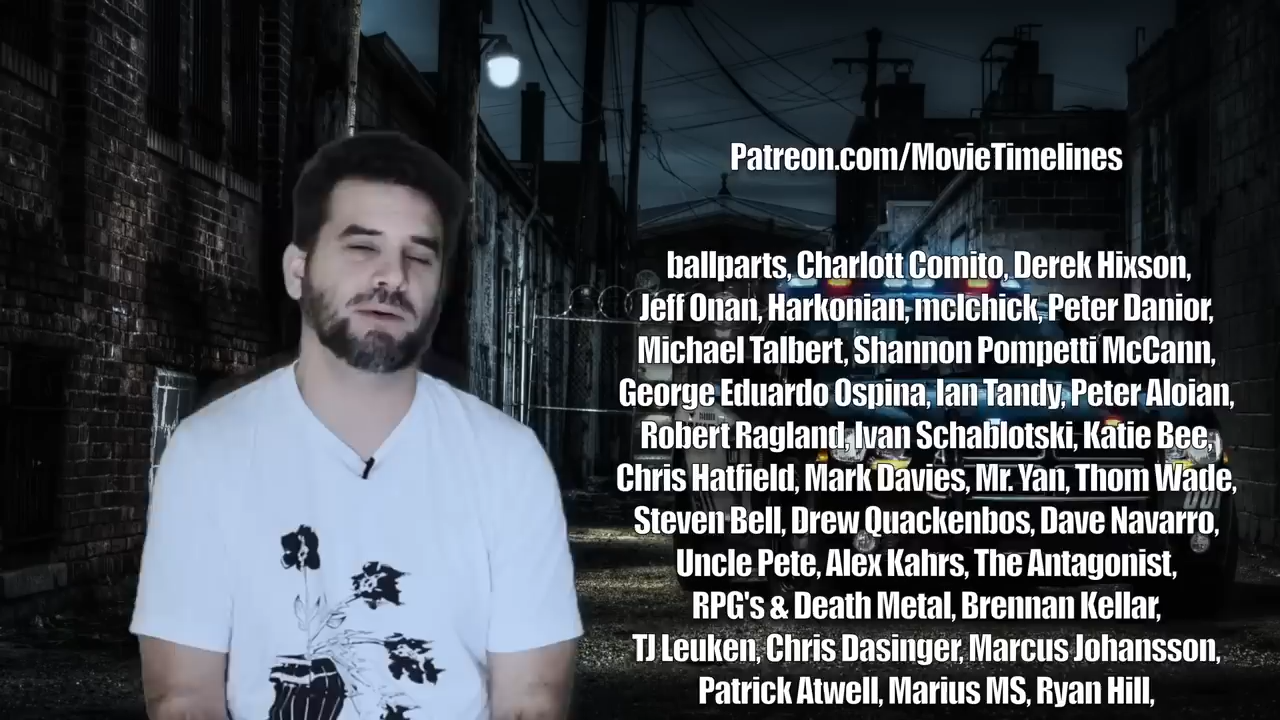 Patreon.com/MovieTimelines
ballparts, Charlott Comito, Derek Hixson,
Jeff Onan, Harkonian, mclchick, Peter Danior,
Michael Talbert, Shannon Pompetti McCann,
George Eduardo Ospina, Ian Tandy, Peter Aloian,
Robert Ragland, Ivan Schablotski, Katie Bee,
Chris Hatfield, Mark Davies, Mr. Yan, Thom Wade,
Steven Bell, Drew Quackenbos, Dave Navarro,
Uncle Pete, Alex Kahrs, The Antagonist,
RPG's & Death Metal, Brennan Kellar,
TJ Leuken, Chris Dasinger, Marcus Johansson,
Patrick Atwell, Marius MS, Ryan Hill,